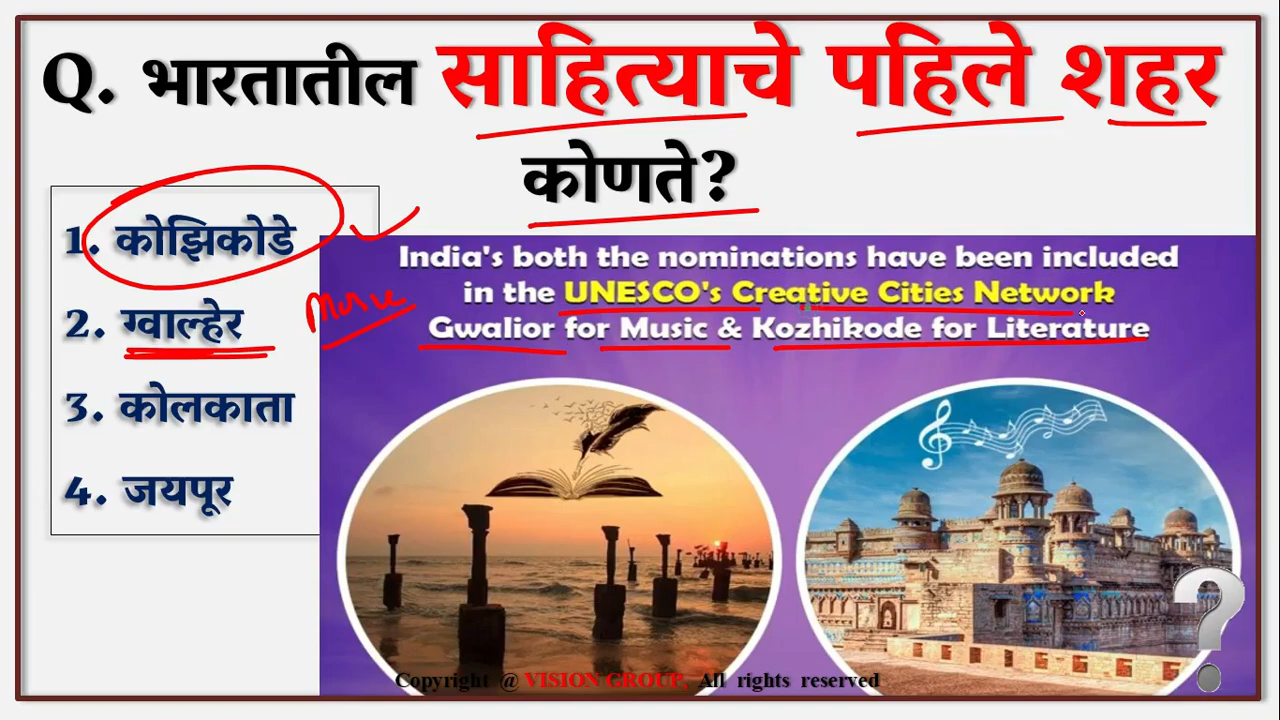 Q. भारतातील साहित्याचे पहिले शहर
कोणते?
1. कोझिकोडे
2. ग्वाल्हेर
Music
3. कोलकाता
4. जयपूर
India's both the nominations have been included
in the UNESCO's Creative Cities Network
Gwalior for Music & Kozhikode for Literature
?
Copyright @ VISION GROUP, All rights reserved